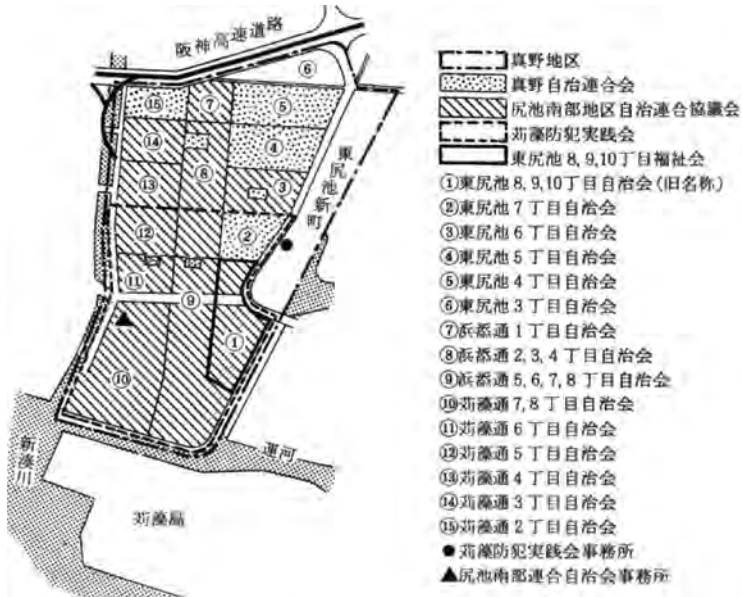 阪神高速道路
⑥
⑮
⑦
⑤
⑭
④
⑧
⑬
③
東尻池新町
⑫
②
⑪
⑨
①
⑩
新湊川
運河
苅藻島
真野地区
真野自治連合会
尻池南部地区自治連合協議会
苅藻防犯実践会
東尻池8,9,10丁目福祉会
①東尻池8,9,10丁目自治会(旧名称)
②東尻池7丁目自治会
③東尻池6丁目自治会
④東尻池5丁目自治会
⑤東尻池4丁目自治会
⑥東尻池3丁目自治会
⑦浜添通1丁目自治会
⑧浜添通2,3,4丁目自治会
⑨浜添通5,6,7,8丁目自治会
⑩苅藻通7,8丁目自治会
⑪苅藻通6丁目自治会
⑫苅藻通5丁目自治会
⑬苅藻通4丁目自治会
⑭苅藻通3丁目自治会
⑮苅藻通2丁目自治会
●苅藻防犯実践会事務所
▲尻池南部連合自治会事務所